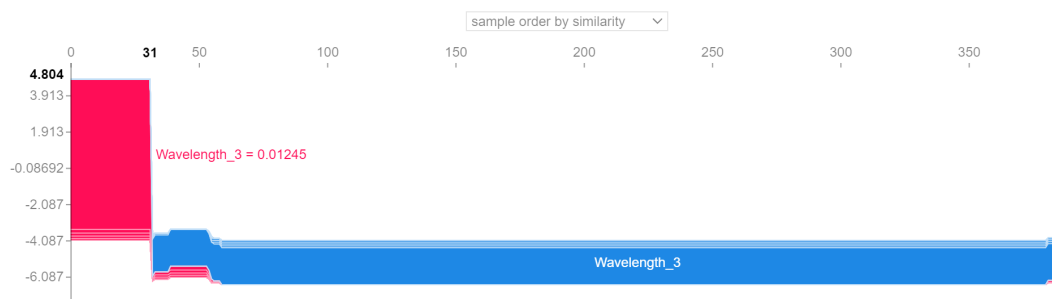 sample order by similarity
0 31 50 100 150 200 250 300 350
4.804
3.913
1.913
Wavelength_3 = 0.01245
-0.08692
-2.087
-4.087
Wavelength_3
-6.087